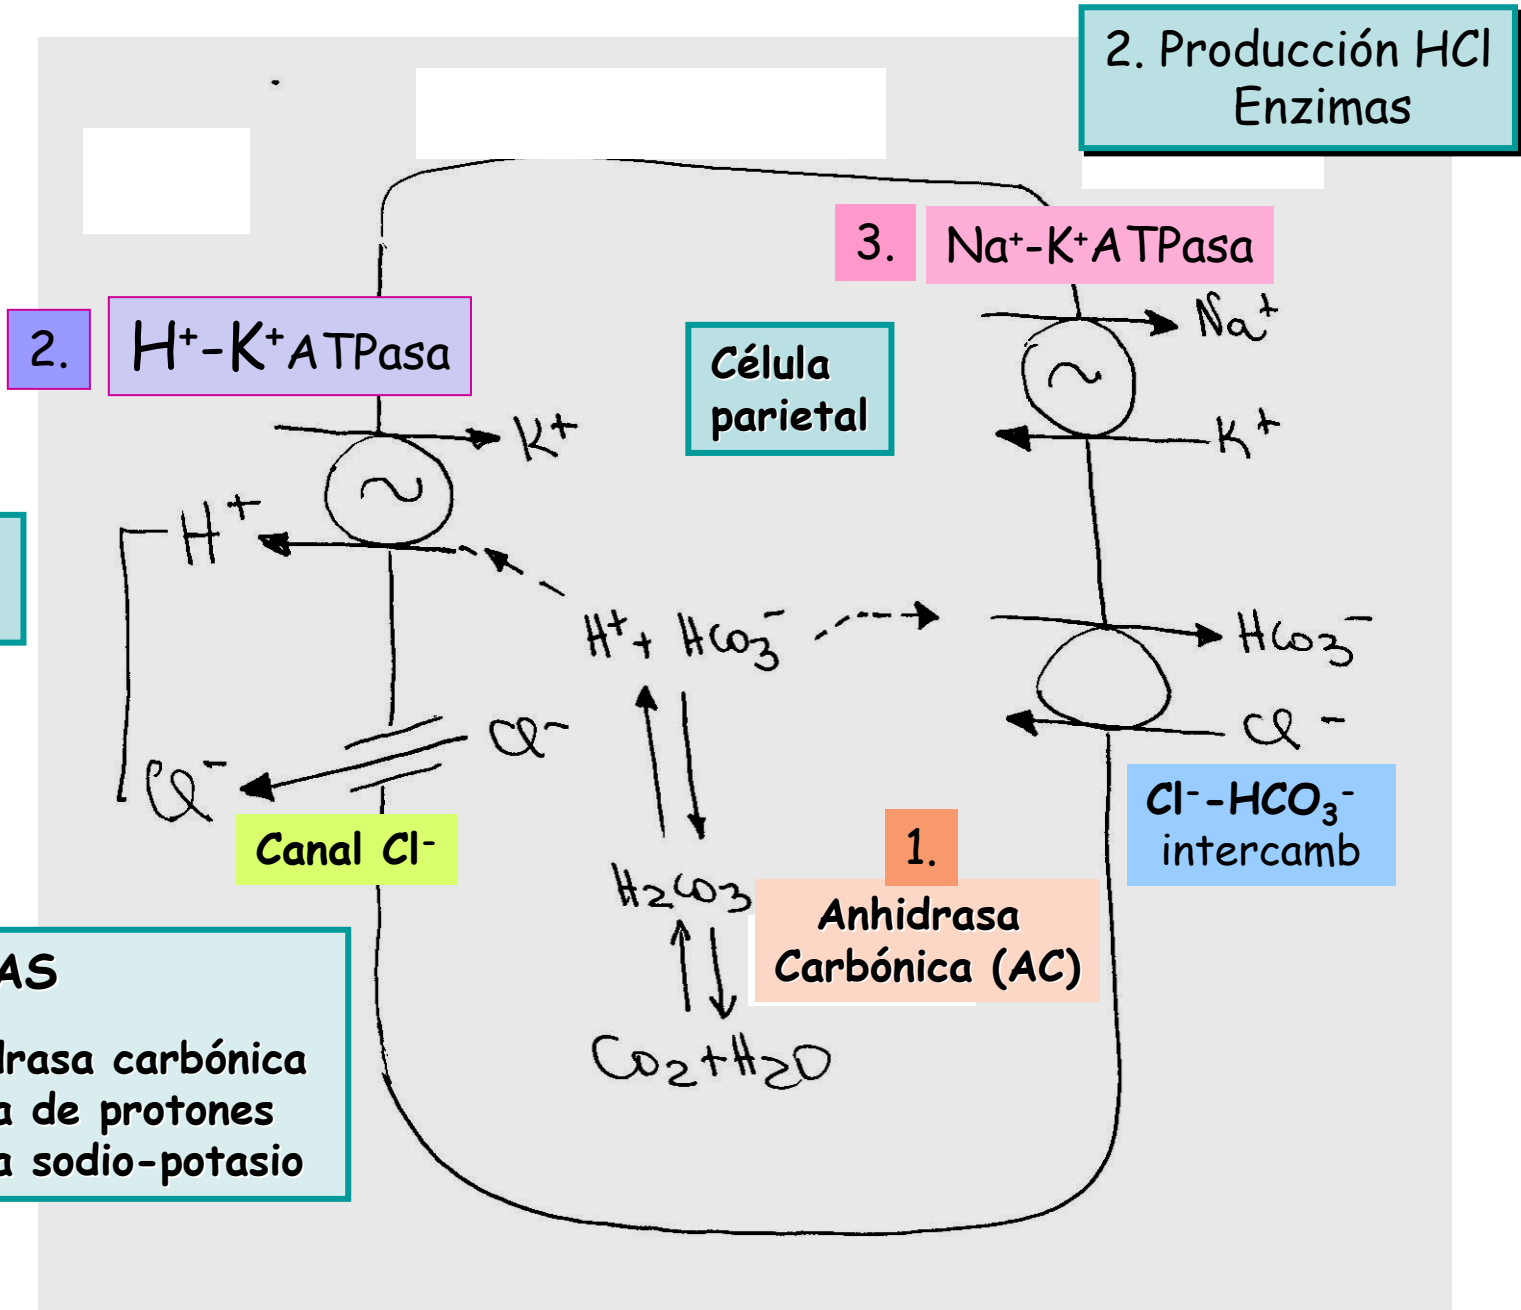 2. Producción HCl
Enzimas
3. Na⁺-K⁺ATPasa
2. H⁺-K⁺ATPasa
Na⁺
Célula
parietal
K⁺
K⁺
H⁺
H⁺ + HCO₃⁻
HCO₃⁻
Cl⁻
Cl⁻
Cl⁻
Canal Cl⁻
Cl⁻-HCO₃⁻
intercamb
1.
H₂CO₃
Anhidrasa
Carbónica (AC)
CO₂+H₂O
AS
drasa carbónica
a de protones
a sodio-potasio